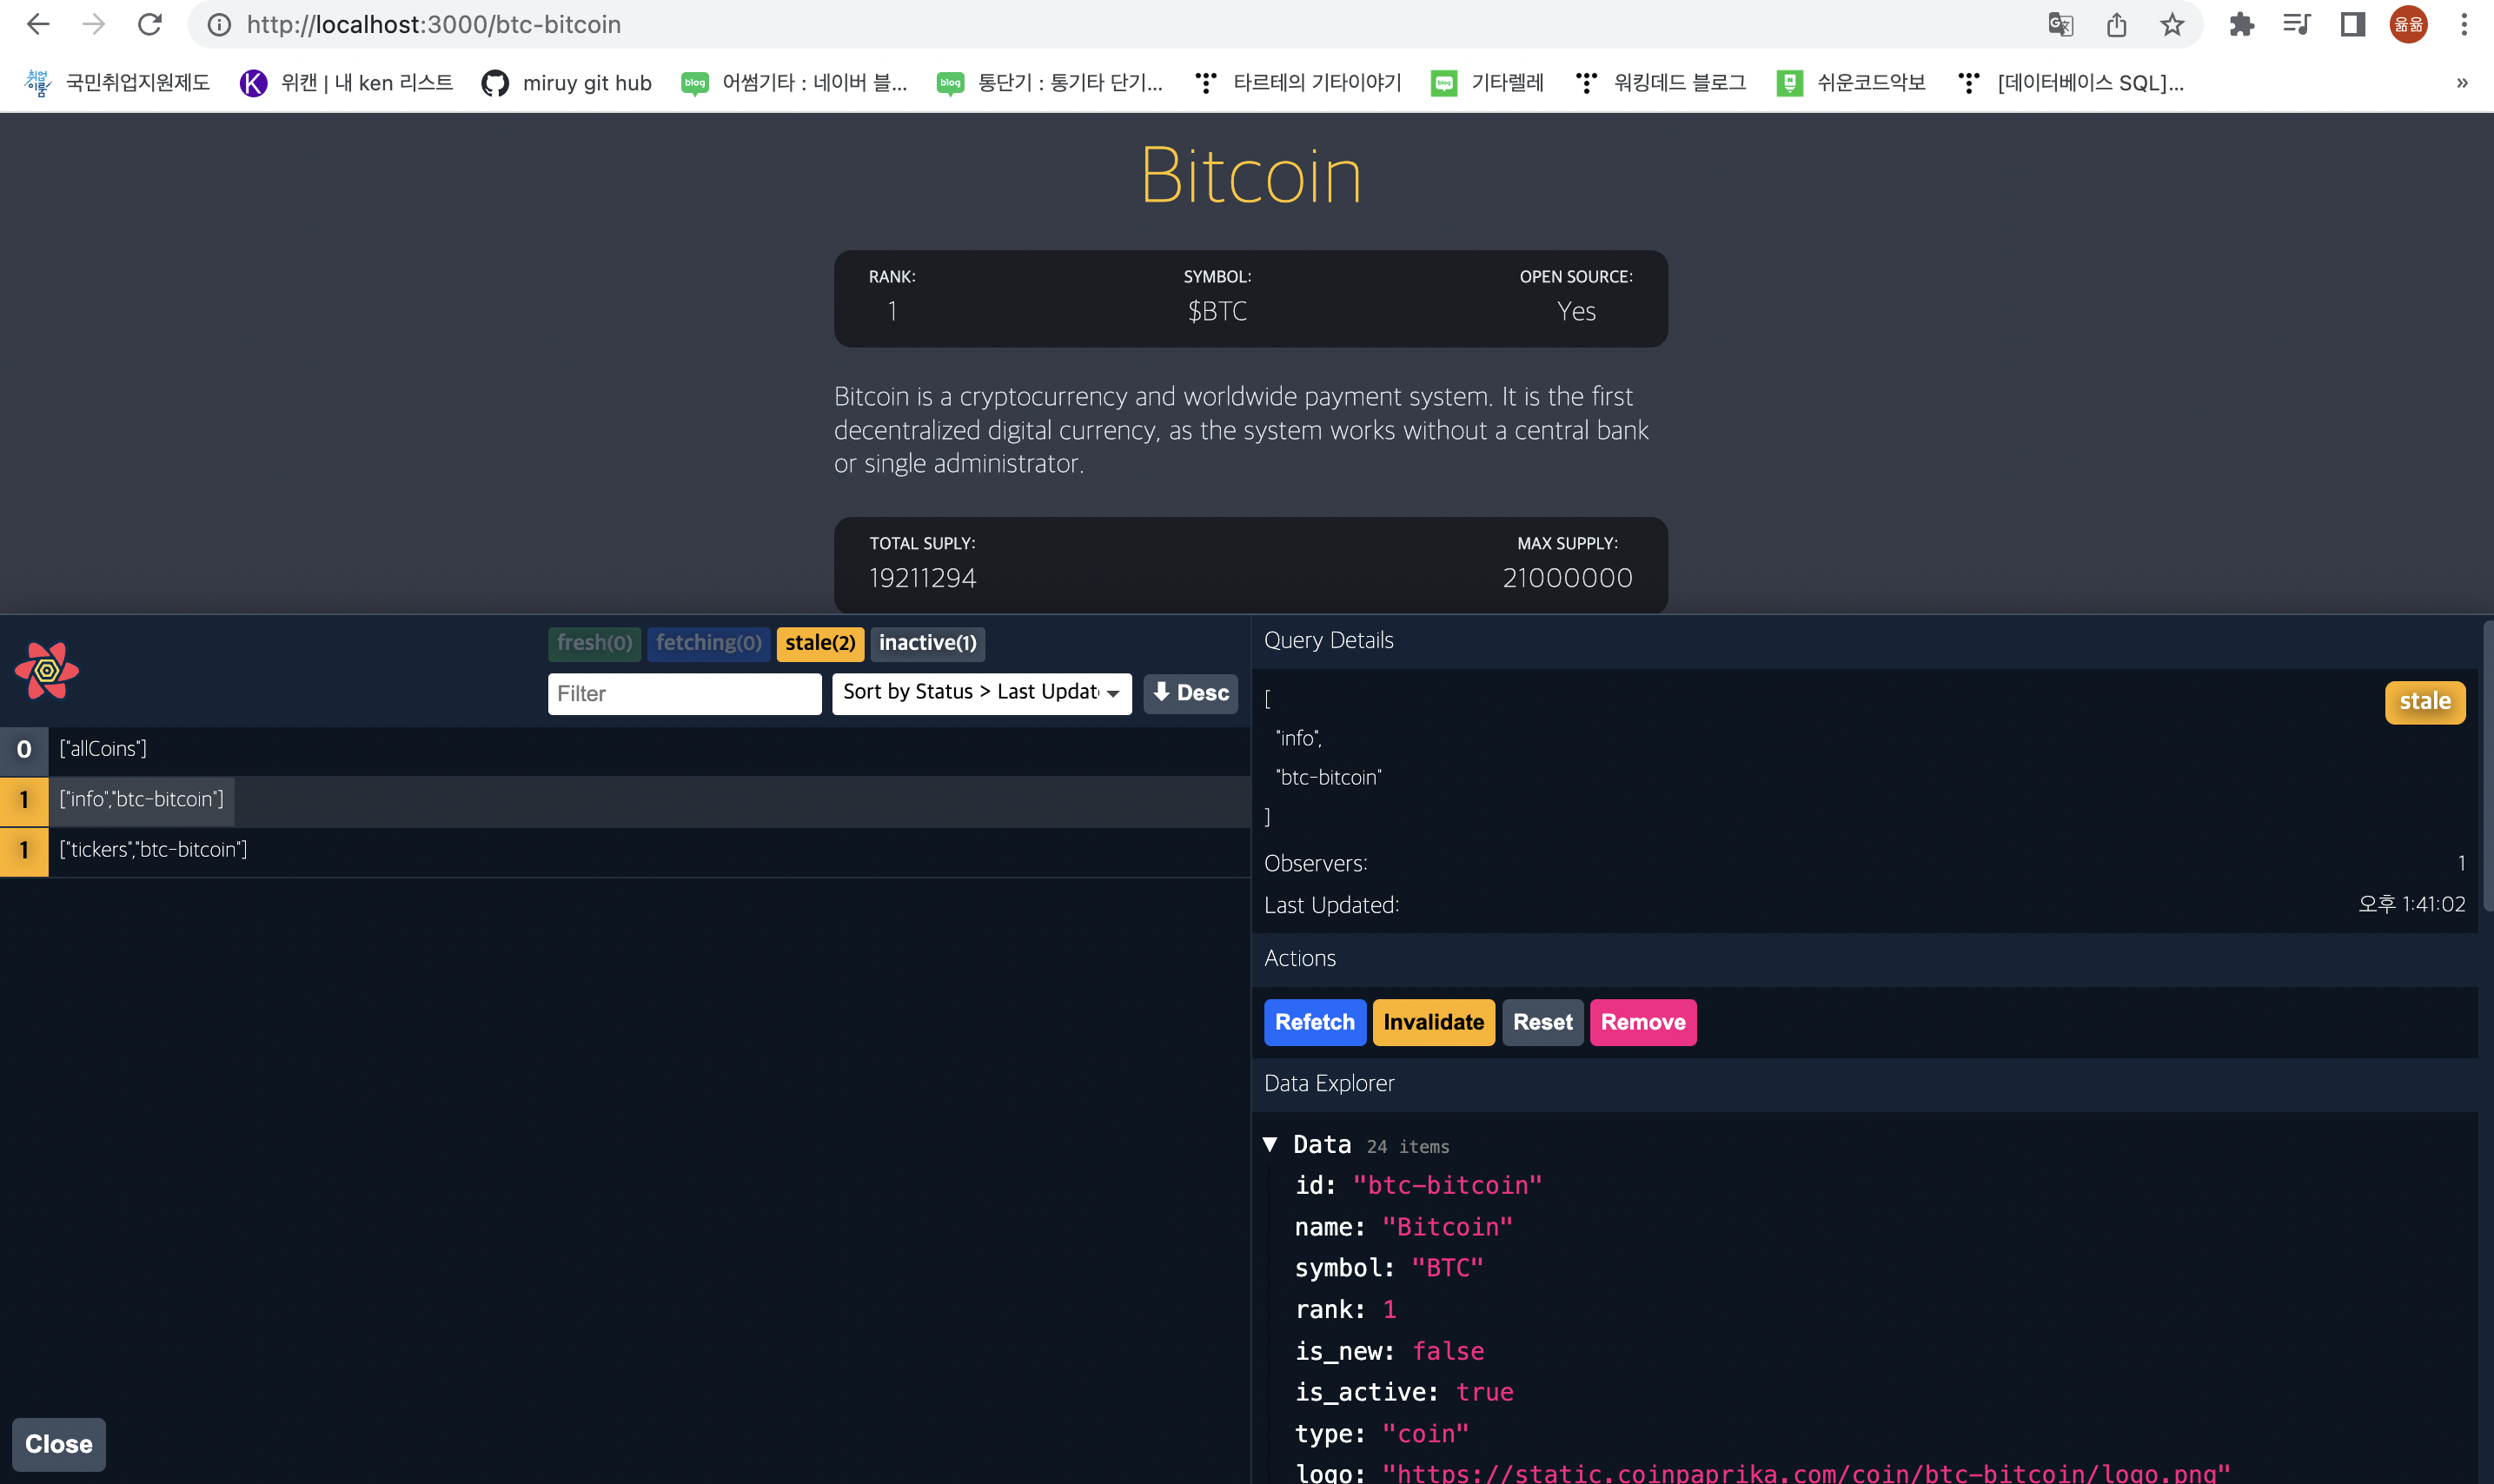 http://localhost:3000/btc-bitcoin
욞욞
취업이룸 국민취업지원제도 K 위캔 | 내 ken 리스트 miruy git hub blog 어썸기타 : 네이버 블... blog 통단기 : 통기타 단기... 타르테의 기타이야기 blog 기타렐레 워킹데드 블로그 쉬운코드악보 [데이터베이스 SQL]... »
Bitcoin
RANK: SYMBOL: OPEN SOURCE:
1 $BTC Yes
Bitcoin is a cryptocurrency and worldwide payment system. It is the first
decentralized digital currency, as the system works without a central bank
or single administrator.
TOTAL SUPLY: MAX SUPPLY:
19211294 21000000
fresh(0) fetching(0) stale(2) inactive(1)
Filter Sort by Status > Last Updat Desc
0 ["allCoins"]
1 ["info","btc-bitcoin"]
1 ["tickers","btc-bitcoin"]
Close
Query Details
[
"info",
"btc-bitcoin"
]
stale
Observers: 1
Last Updated: 오후 1:41:02
Actions
Refetch Invalidate Reset Remove
Data Explorer
▼ Data 24 items
id: "btc-bitcoin"
name: "Bitcoin"
symbol: "BTC"
rank: 1
is_new: false
is_active: true
type: "coin"
logo: "https://static.coinpaprika.com/coin/btc-bitcoin/logo.png"